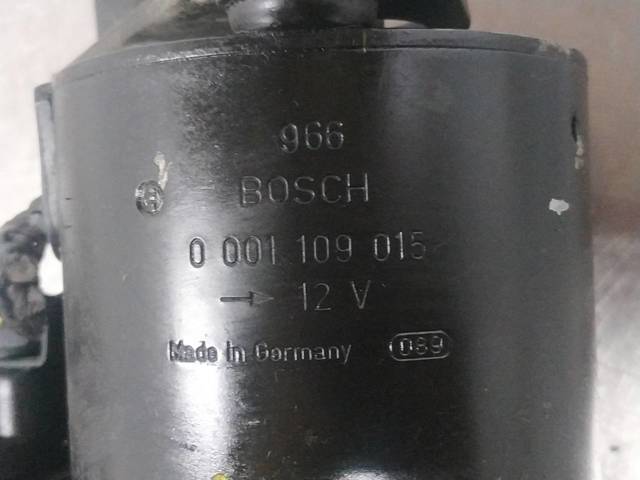 966
BOSCH
0 001 109 015
→ 12 V
Made in Germany 089